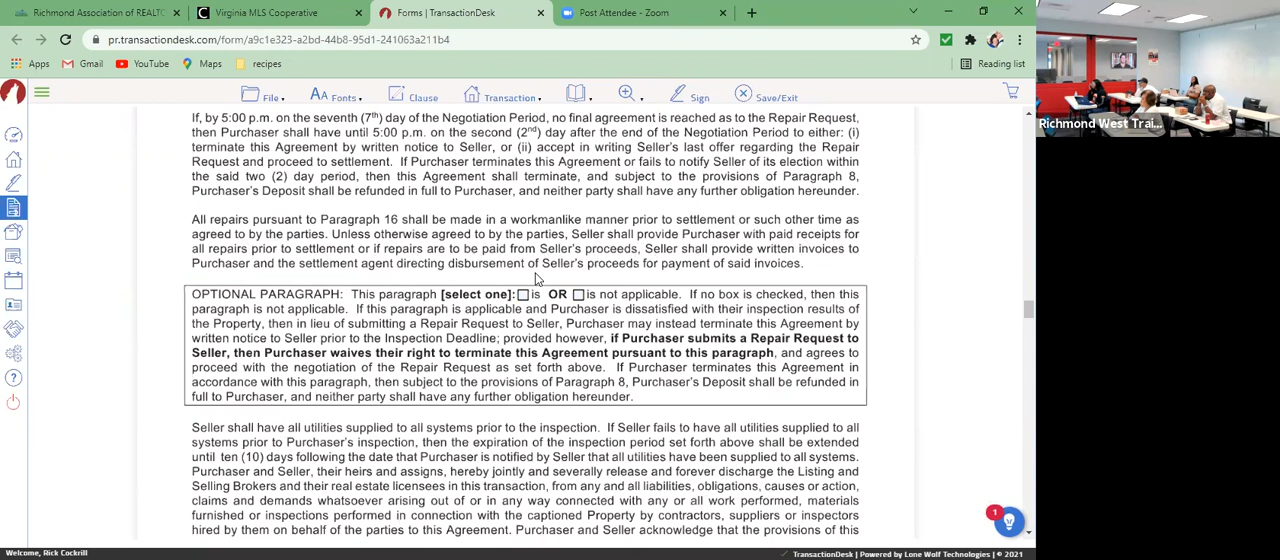 Richmond Association of REALTO
Virginia MLS Cooperative
Forms | TransactionDesk
Post Attendee - Zoom
pr.transactiondesk.com/form/a9c1e323-a2bd-44b8-95d1-241063a211b4
Apps
Gmail
YouTube
Maps
recipes
Reading list
File
Fonts
Clause
Transaction
Sign
Save/Exit
Richmond West Trai...
If, by 5:00 p.m. on the seventh (7th) day of the Negotiation Period, no final agreement is reached as to the Repair Request,
then Purchaser shall have until 5:00 p.m. on the second (2nd) day after the end of the Negotiation Period to either: (i)
terminate this Agreement by written notice to Seller, or (ii) accept in writing Seller's last offer regarding the Repair
Request and proceed to settlement. If Purchaser terminates this Agreement or fails to notify Seller of its election within
the said two (2) day period, then this Agreement shall terminate, and subject to the provisions of Paragraph 8,
Purchaser's Deposit shall be refunded in full to Purchaser, and neither party shall have any further obligation hereunder.
All repairs pursuant to Paragraph 16 shall be made in a workmanlike manner prior to settlement or such other time as
agreed to by the parties. Unless otherwise agreed to by the parties, Seller shall provide Purchaser with paid receipts for
all repairs prior to settlement or if repairs are to be paid from Seller's proceeds, Seller shall provide written invoices to
Purchaser and the settlement agent directing disbursement of Seller's proceeds for payment of said invoices.
OPTIONAL PARAGRAPH: This paragraph [select one]: is OR is not applicable. If no box is checked, then this
paragraph is not applicable. If this paragraph is applicable and Purchaser is dissatisfied with their inspection results of
the Property, then in lieu of submitting a Repair Request to Seller, Purchaser may instead terminate this Agreement by
written notice to Seller prior to the Inspection Deadline; provided however, if Purchaser submits a Repair Request to
Seller, then Purchaser waives their right to terminate this Agreement pursuant to this paragraph, and agrees to
proceed with the negotiation of the Repair Request as set forth above. If Purchaser terminates this Agreement in
accordance with this paragraph, then subject to the provisions of Paragraph 8, Purchaser's Deposit shall be refunded in
full to Purchaser, and neither party shall have any further obligation hereunder.
Seller shall have all utilities supplied to all systems prior to the inspection. If Seller fails to have all utilities supplied to all
systems prior to Purchaser's inspection, then the expiration of the inspection period set forth above shall be extended
until ten (10) days following the date that Purchaser is notified by Seller that all utilities have been supplied to all systems.
Purchaser and Seller, their heirs and assigns, hereby jointly and severally release and forever discharge the Listing and
Selling Brokers and their real estate licensees in this transaction, from any and all liabilities, obligations, causes or action,
claims and demands whatsoever arising out of or in any way connected with any or all work performed, materials
furnished or inspections performed in connection with the captioned Property by contractors, suppliers or inspectors
hired by them on behalf of the parties to this Agreement. Purchaser and Seller acknowledge that the provisions of this
1
Welcome, Rick Cockrill
TransactionDesk | Powered by Lone Wolf Technologies | © 2021